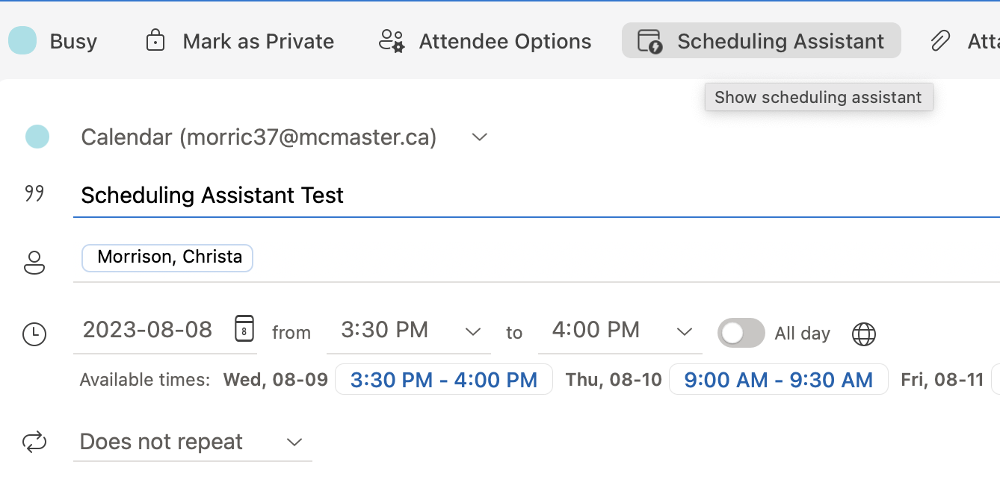 Busy Mark as Private Attendee Options Scheduling Assistant Atta
Show scheduling assistant
Calendar (morric37@mcmaster.ca)
Scheduling Assistant Test
Morrison, Christa
2023-08-08 8 from 3:30 PM to 4:00 PM All day
Available times: Wed, 08-09 3:30 PM - 4:00 PM Thu, 08-10 9:00 AM - 9:30 AM Fri, 08-11
Does not repeat